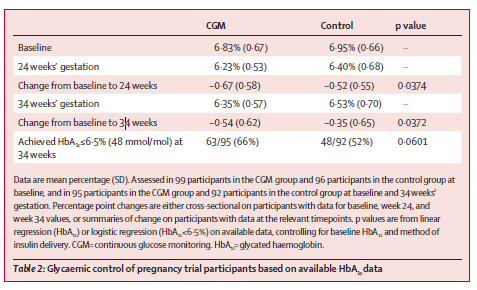 CGM Control p value
Baseline 6·83% (0·67) 6·95% (0·66) ··
24 weeks' gestation 6·23% (0·53) 6·40% (0·68) ··
Change from baseline to 24 weeks –0·67 (0·58) –0·52 (0·55) 0·0374
34 weeks' gestation 6·35% (0·57) 6·53% (0·70) ··
Change from baseline to 34 weeks –0·54 (0·62) –0·35 (0·65) 0·0372
Achieved HbA1c≤6·5% (48 mmol/mol) at 63/95 (66%) 48/92 (52%) 0·0601
34 weeks
Data are mean percentage (SD). Assessed in 99 participants in the CGM group and 96 participants in the control group at
baseline, and in 95 participants in the CGM group and 92 participants in the control group at baseline and 34 weeks'
gestation. Percentage point changes are either cross-sectional on participants with data for baseline, week 24, and
week 34 values, or summaries of change on participants with data at the relevant timepoints. p values are from linear
regression (HbA1c) or logistic regression (HbA1c<6·5%) on available data, controlling for baseline HbA1c and method of
insulin delivery. CGM=continuous glucose monitoring. HbA1c=glycated haemoglobin.
Table 2: Glycaemic control of pregnancy trial participants based on available HbA1c data